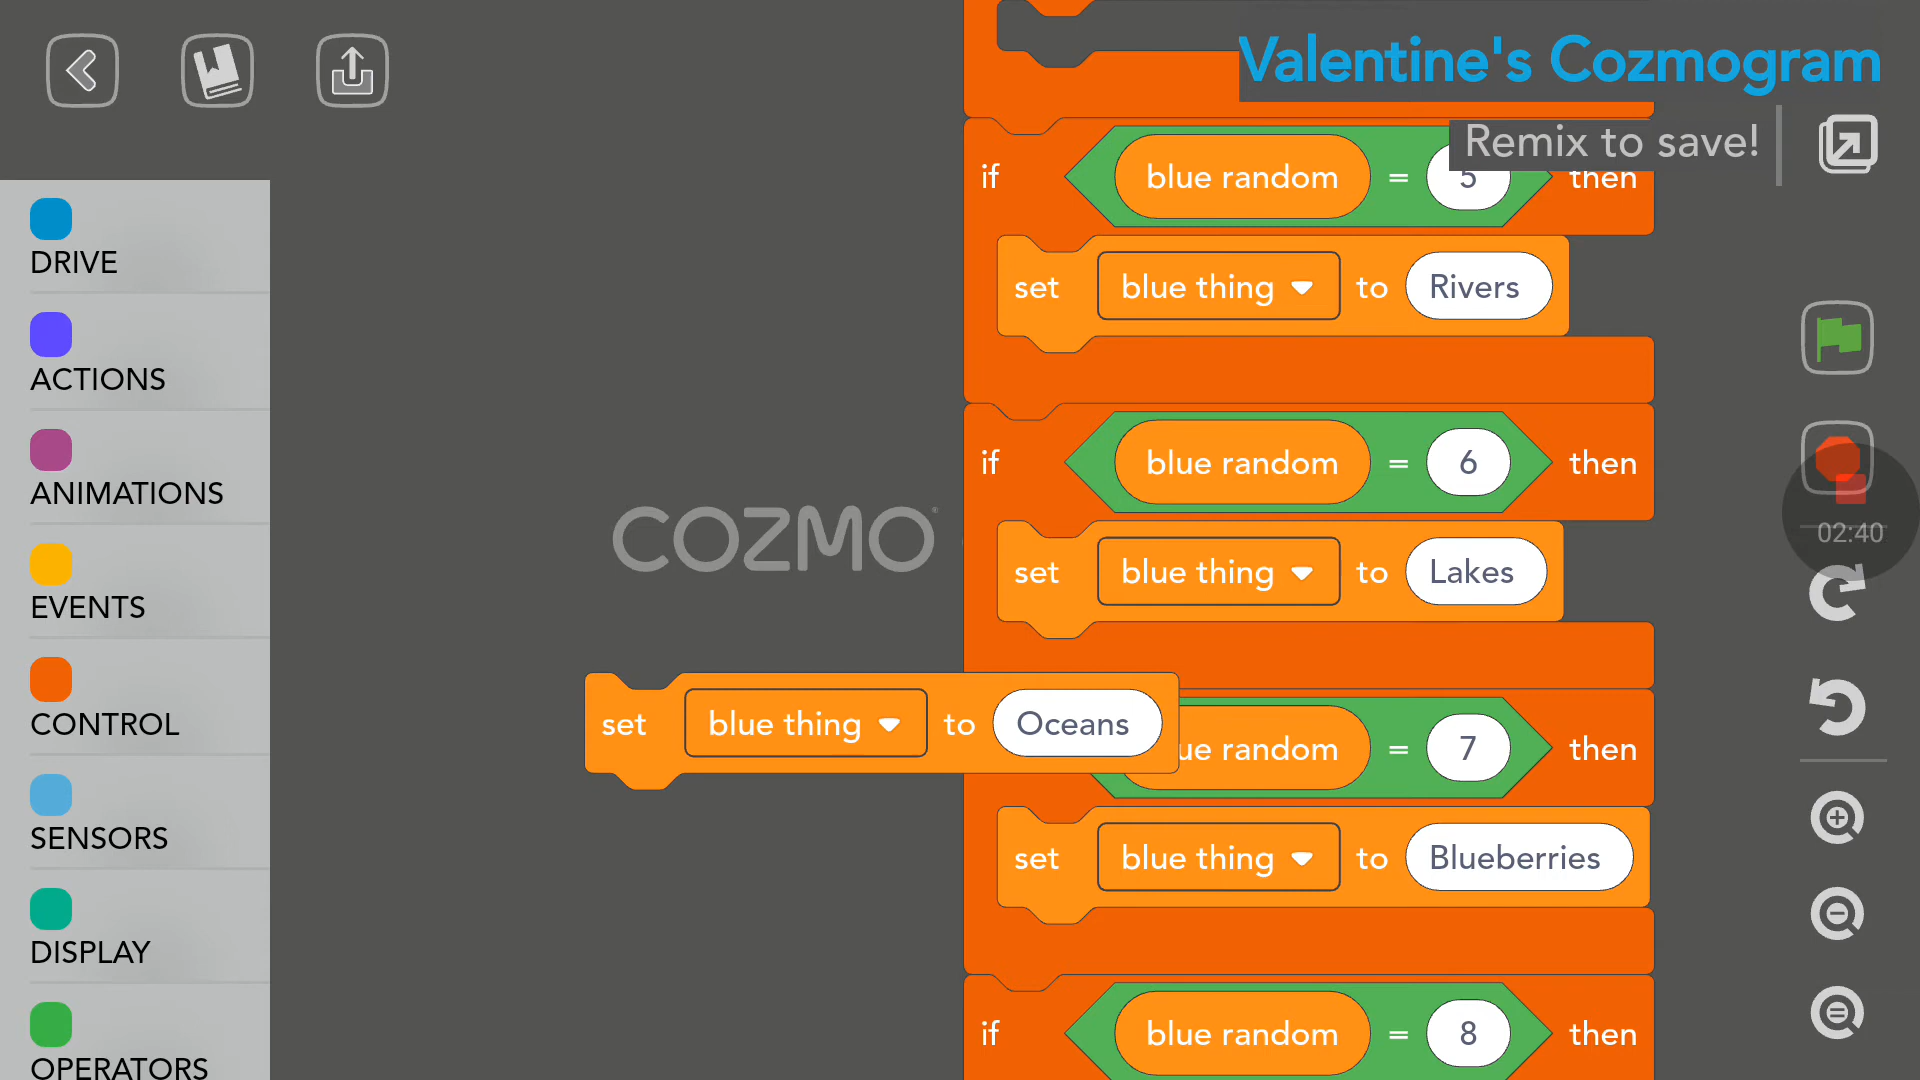 Valentine's Cozmogram
Remix to save!
DRIVE
ACTIONS
ANIMATIONS
EVENTS
CONTROL
SENSORS
DISPLAY
OPERATORS
COZMO
if blue random = 5 then
set blue thing to Rivers
if blue random = 6 then
set blue thing to Lakes
set blue thing to Oceans
ue random = 7 then
set blue thing to Blueberries
if blue random = 8 then
02:40